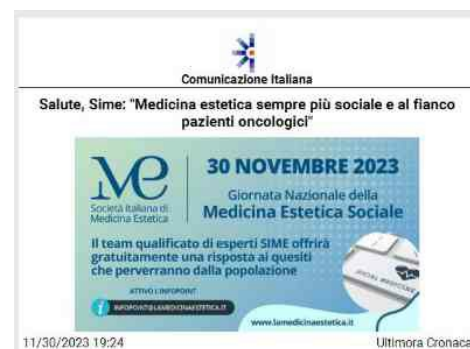 Comunicazione Italiana
Salute, Sime: "Medicina estetica sempre più sociale e al fianco
pazienti oncologici"
ME
Società Italiana di
Medicina Estetica
30 NOVEMBRE 2023
Giornata Nazionale della
Medicina Estetica Sociale
Il team qualificato di esperti SIME offrirà
gratuitamente una risposta ai quesiti
che perverranno dalla popolazione
ATTIVO L'INFOPOINT
i INFOPOINT@LAMEDICINAESTETICA.IT
SOCIAL MEDICINE
www.lamedicinaestetica.it
11/30/2023 19:24
Ultimora Cronaca